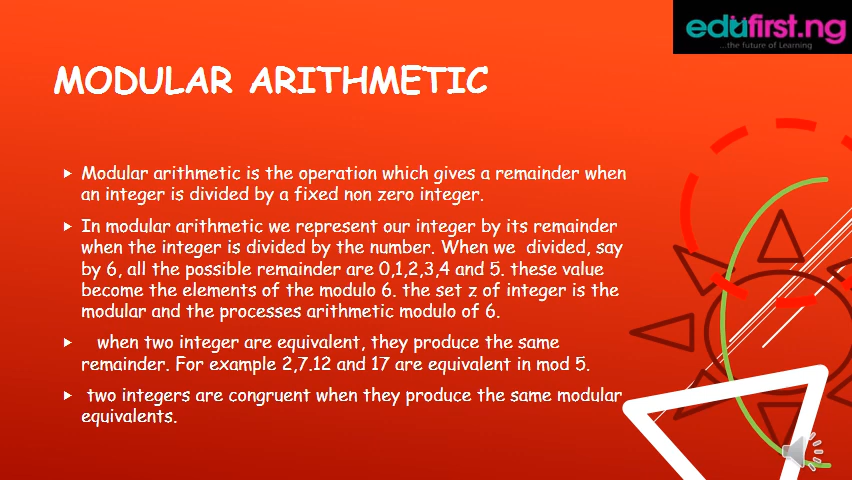 edufirst.ng
...the future of Learning
MODULAR ARITHMETIC
Modular arithmetic is the operation which gives a remainder when
an integer is divided by a fixed non zero integer.
In modular arithmetic we represent our integer by its remainder
when the integer is divided by the number. When we divided, say
by 6, all the possible remainder are 0,1,2,3,4 and 5. these value
become the elements of the modulo 6. the set z of integer is the
modular and the processes arithmetic modulo of 6.
when two integer are equivalent, they produce the same
remainder. For example 2,7.12 and 17 are equivalent in mod 5.
two integers are congruent when they produce the same modular
equivalents.